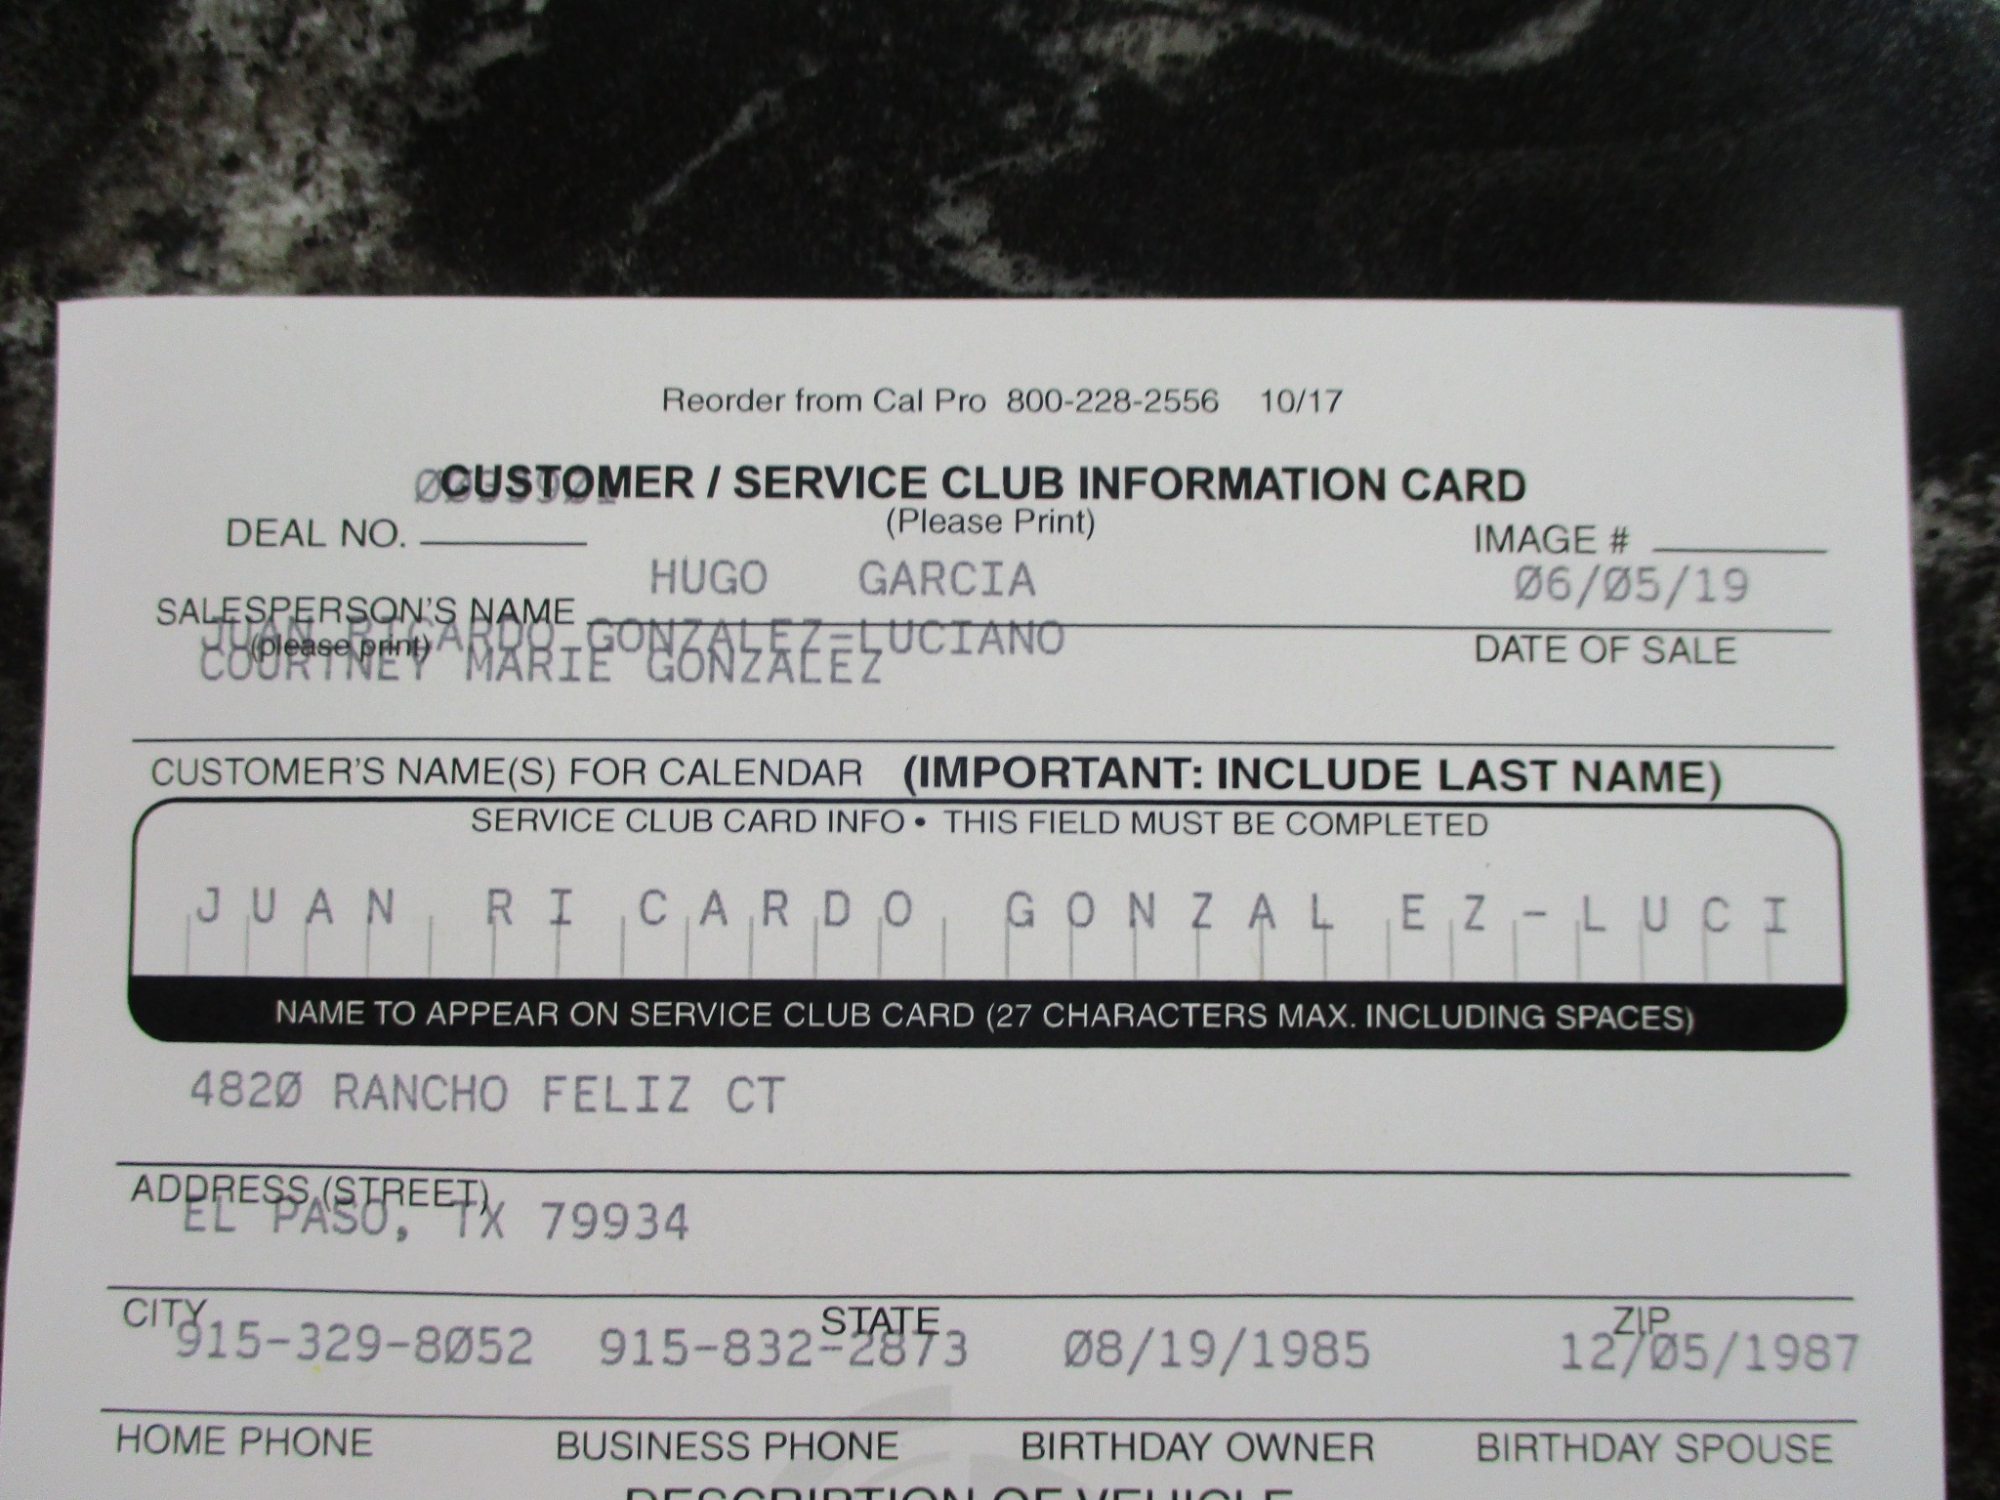 Reorder from Cal Pro 800-228-2556 10/17
CUSTOMER / SERVICE CLUB INFORMATION CARD
(Please Print)
DEAL NO.
IMAGE #
HUGO GARCIA
Ø6/Ø5/19
SALESPERSON'S NAME
(please print)
DATE OF SALE
JUAN RICARDO GONZALEZ-LUCIANO
COURTNEY MARIE GONZALEZ
CUSTOMER'S NAME(S) FOR CALENDAR (IMPORTANT: INCLUDE LAST NAME)
SERVICE CLUB CARD INFO • THIS FIELD MUST BE COMPLETED
JUAN RICARDO GONZALEZ-LUCI
NAME TO APPEAR ON SERVICE CLUB CARD (27 CHARACTERS MAX. INCLUDING SPACES)
482Ø RANCHO FELIZ CT
ADDRESS (STREET)
EL PASO, TX 79934
CITY STATE ZIP
915-329-8Ø52 915-832-2873 Ø8/19/1985 12/Ø5/1987
HOME PHONE BUSINESS PHONE BIRTHDAY OWNER BIRTHDAY SPOUSE
DESCRIPTION OF VEHICLE